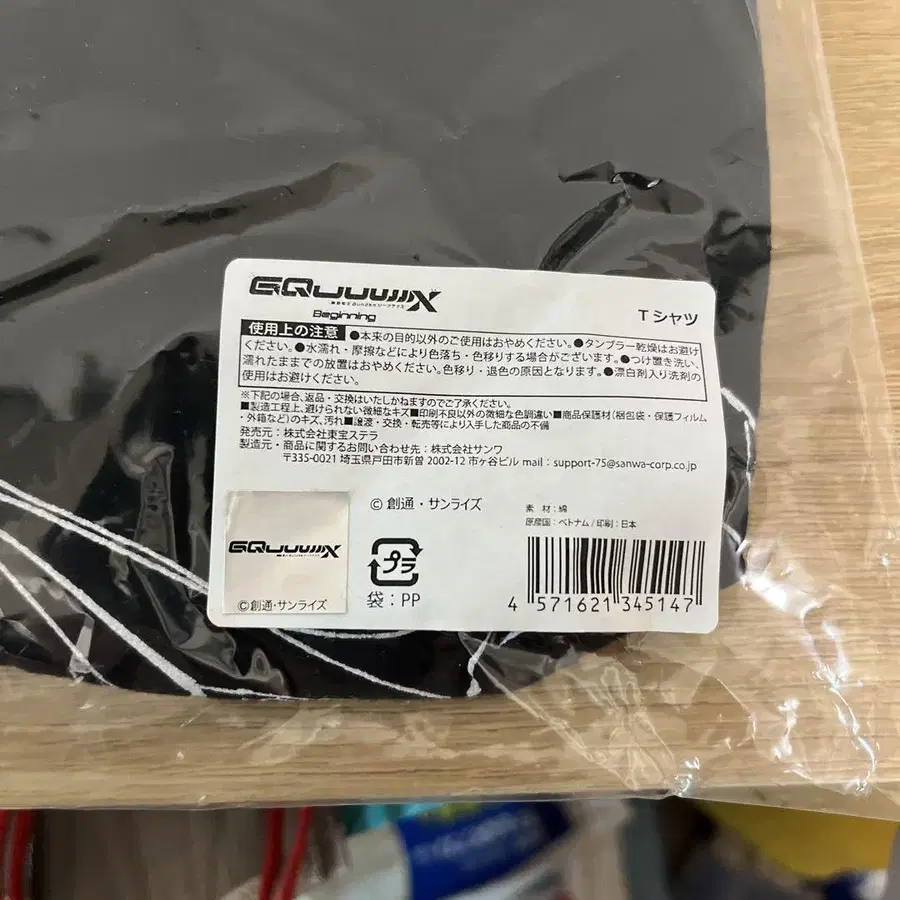 GQuuuuuuX
Beginning
Tシャツ
使用上の注意 ●本来の目的以外のご使用はおやめください。●タンブラー乾燥はお避け
ください。●水濡れ・摩擦などにより色落ち・色移りする場合がございます。●つけ置き洗い、
濡れたままでの放置はおやめください。色移り・退色の原因となります。●漂白剤入り洗剤の
使用はお避けください。
※下記の場合、返品・交換はいたしかねますのでご了承ください。
■製造工程上、避けられない微細なキズ■印刷不良以外の微細な色調違い■商品保護材(梱包袋・保護フィルム
・外箱など)のキズ、汚れ■譲渡・交換・転売等により入手した商品の不備
発売元:株式会社東宝ステラ
製造元・商品に関するお問い合わせ先:株式会社サンワ
〒335-0021 埼玉県戸田市新曽 2002-12 市ヶ谷ビル mail:support-75@sanwa-corp.co.jp
©創通・サンライズ
素 材:綿
原産国:ベトナム/印刷:日本
GQuuuuuuX
©創通・サンライズ
プラ
袋:PP
4 571621 345147